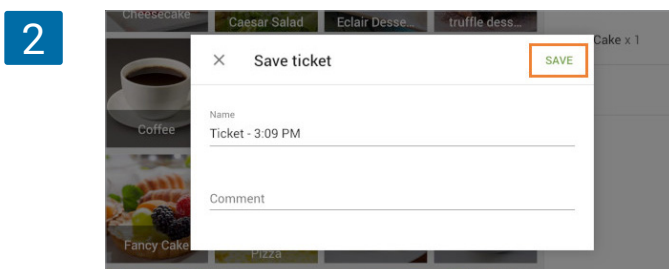 2
Cheesecake
Caesar Salad
Eclair Desse...
truffle dess...
Cake x 1
Save ticket
SAVE
Name
Ticket - 3:09 PM
Coffee
Comment
Fancy Cake
Pizza